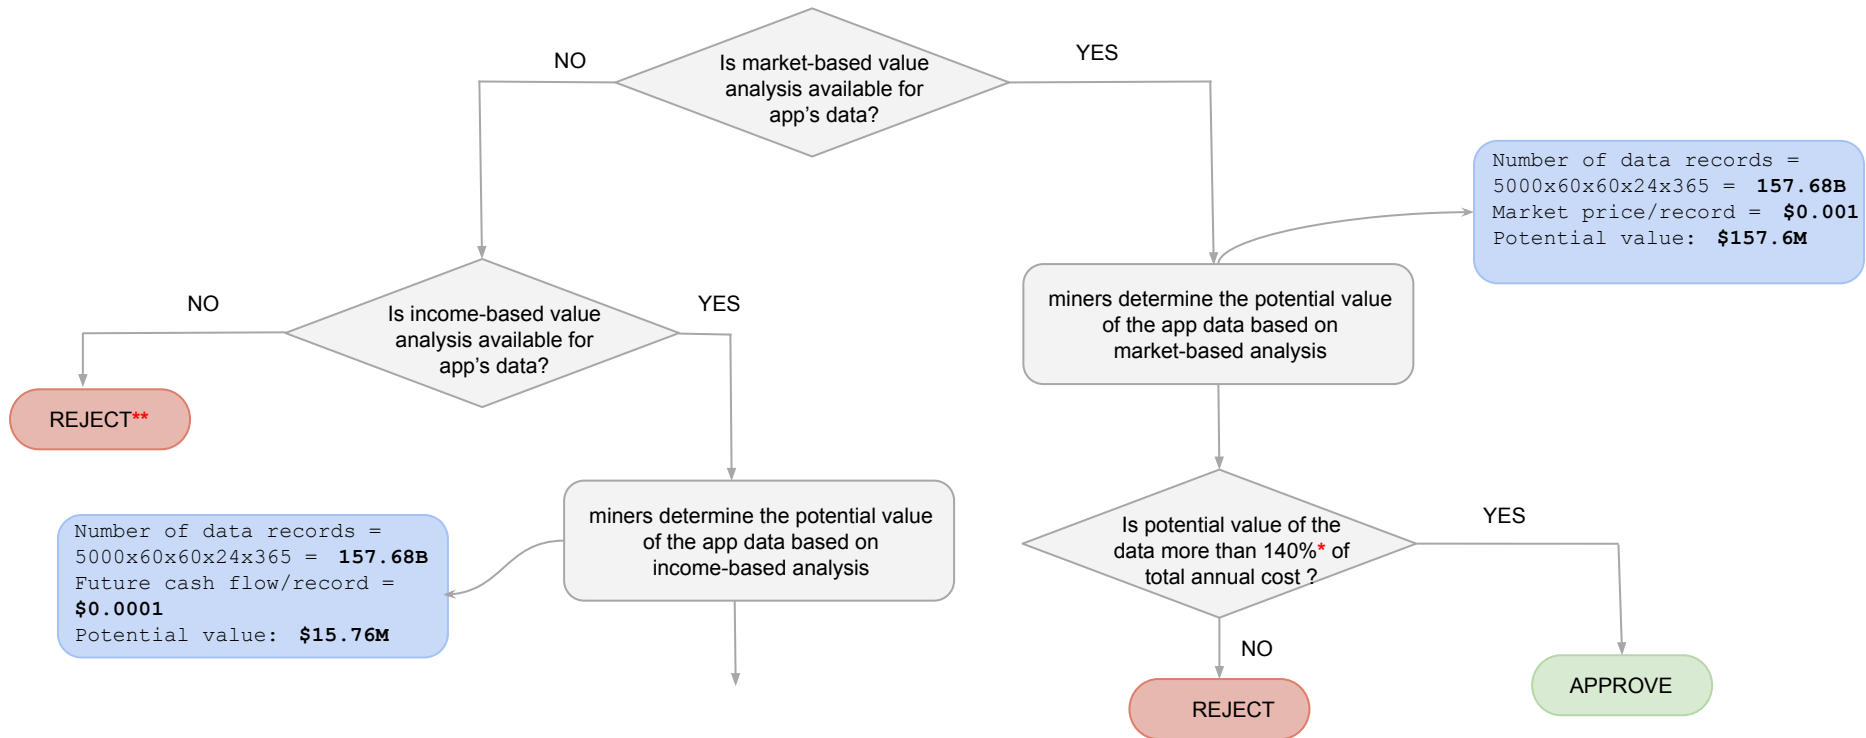 NO
YES
Is market-based value
analysis available for
app's data?
Number of data records =
5000x60x60x24x365 = 157.68B
Market price/record = $0.001
Potential value: $157.6M
NO
YES
Is income-based value
analysis available for
app's data?
miners determine the potential value
of the app data based on
market-based analysis
REJECT**
miners determine the potential value
of the app data based on
income-based analysis
Number of data records =
5000x60x60x24x365 = 157.68B
Future cash flow/record =
$0.0001
Potential value: $15.76M
Is potential value of the
data more than 140%* of
total annual cost ?
YES
NO
REJECT
APPROVE